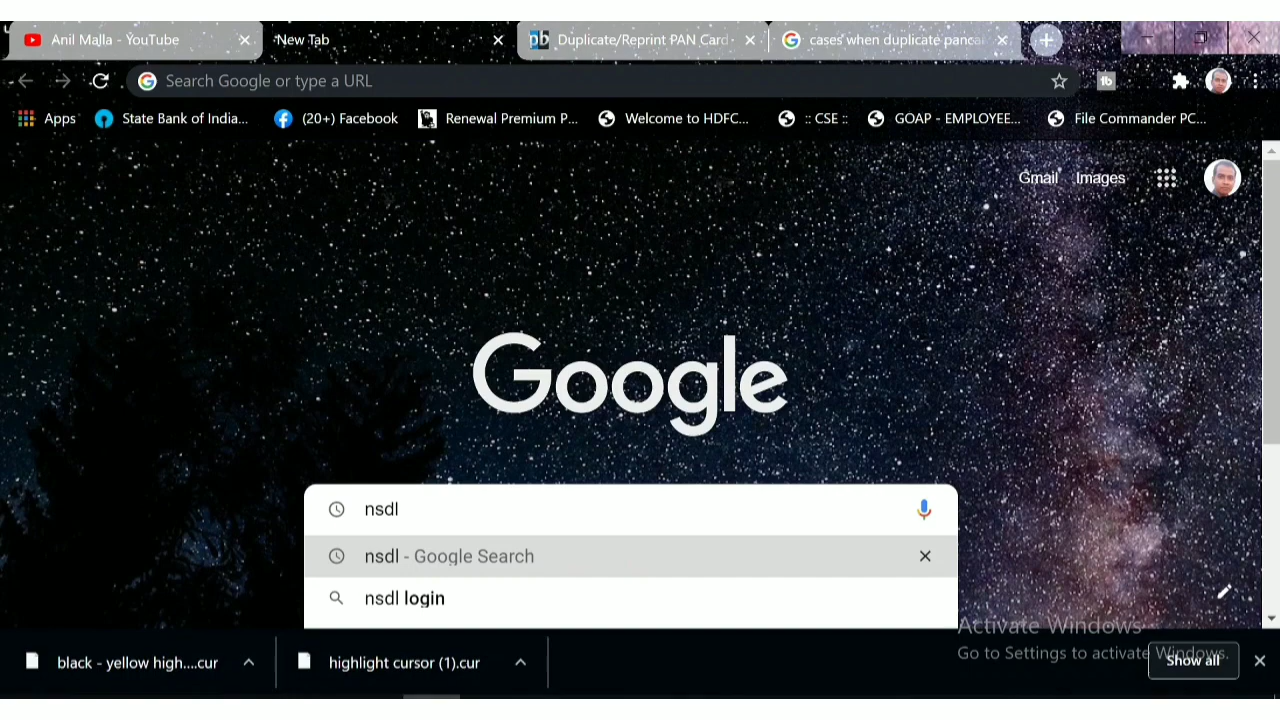 Anil Malla - YouTube
New Tab
Duplicate/Reprint PAN Card -
cases when duplicate panca
Search Google or type a URL
Apps
State Bank of India...
(20+) Facebook
Renewal Premium P...
Welcome to HDFC...
:: CSE ::
GOAP - EMPLOYEE...
File Commander PC...
Gmail
Images
Google
nsdl
nsdl - Google Search
nsdl login
Activate Windows
Go to Settings to activate Windows.
black - yellow high....cur
highlight cursor (1).cur
Show all